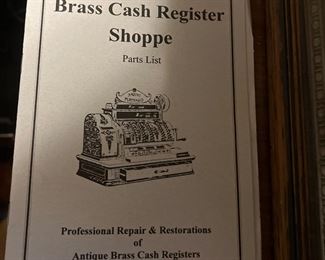 Brass Cash Register
Shoppe
Parts List
Professional Repair & Restorations
of
Antique Brass Cash Registers